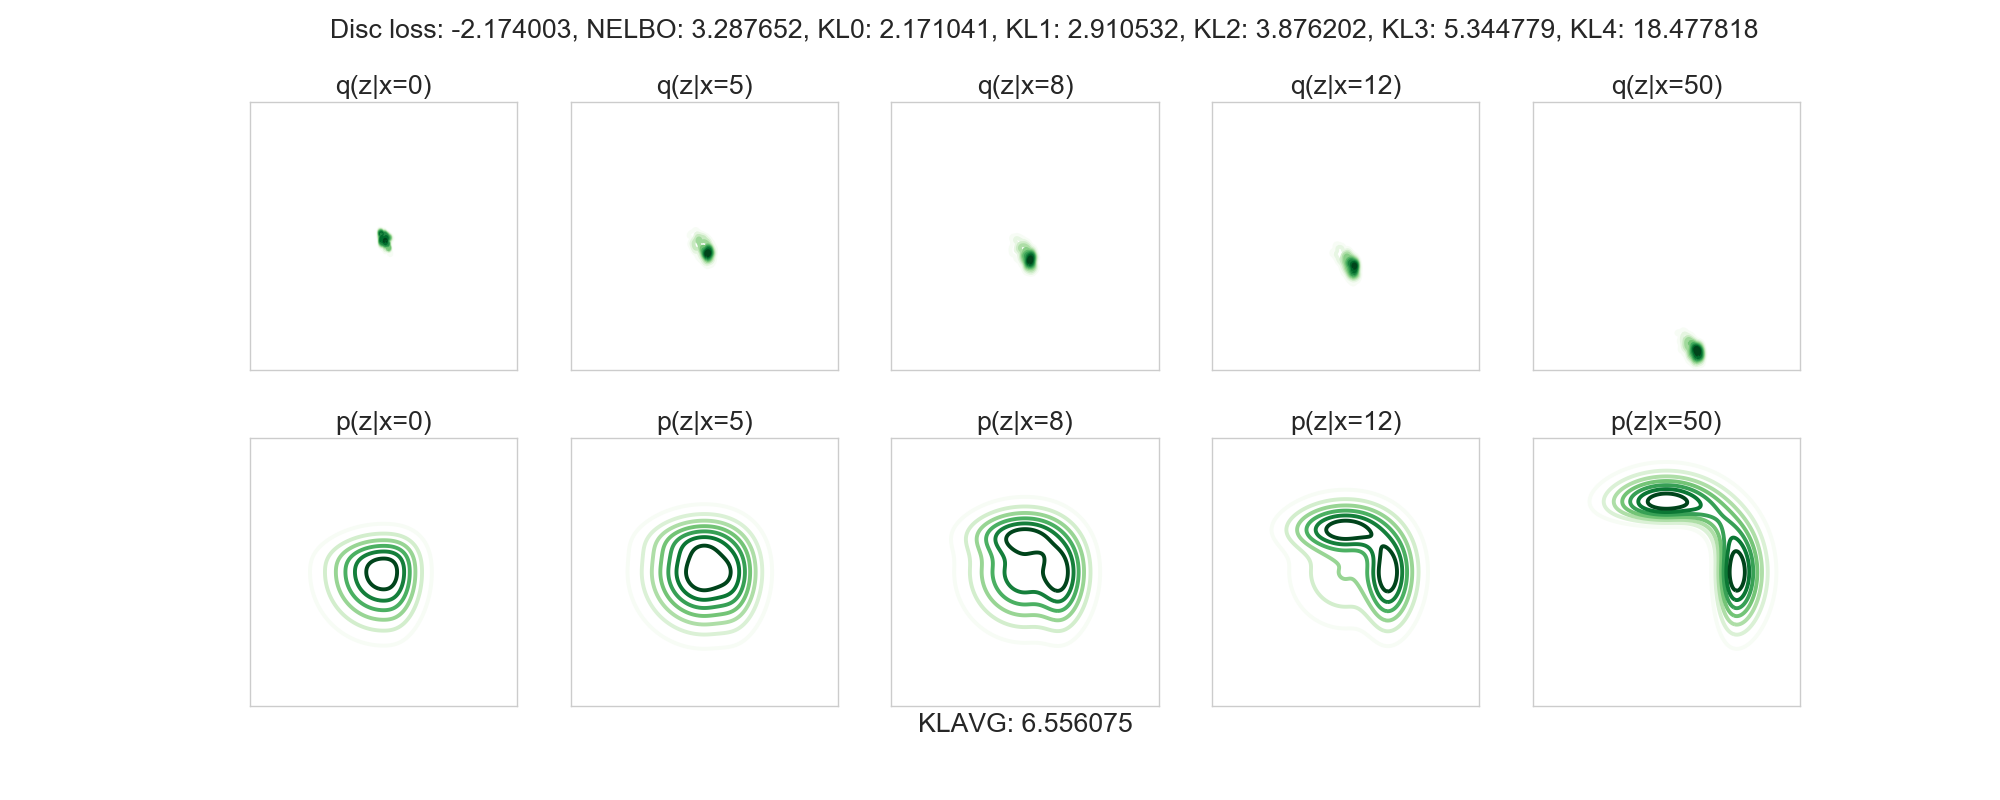 Disc loss: -2.174003, NELBO: 3.287652, KL0: 2.171041, KL1: 2.910532, KL2: 3.876202, KL3: 5.344779, KL4: 18.477818
q(z|x=0) q(z|x=5) q(z|x=8) q(z|x=12) q(z|x=50)
p(z|x=0) p(z|x=5) p(z|x=8) p(z|x=12) p(z|x=50)
KLAVG: 6.556075